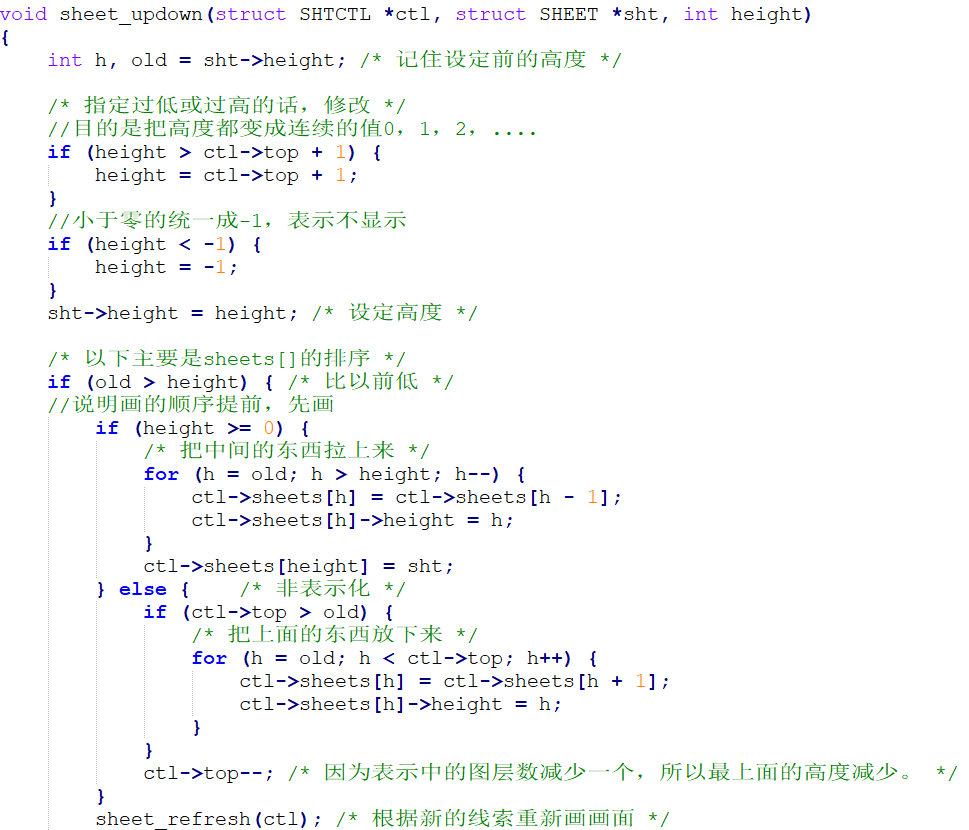 void sheet_updown(struct SHTCTL *ctl, struct SHEET *sht, int height)
{
    int h, old = sht->height; /* 记住设定前的高度 */

    /* 指定过低或过高的话，修改 */
    //目的是把高度都变成连续的值0，1，2，....
    if (height > ctl->top + 1) {
        height = ctl->top + 1;
    }
    //小于零的统一成-1，表示不显示
    if (height < -1) {
        height = -1;
    }
    sht->height = height; /* 设定高度 */

    /* 以下主要是sheets[]的排序 */
    if (old > height) { /* 比以前低 */
    //说明画的顺序提前，先画
        if (height >= 0) {
            /* 把中间的东西拉上来 */
            for (h = old; h > height; h--) {
                ctl->sheets[h] = ctl->sheets[h - 1];
                ctl->sheets[h]->height = h;
            }
            ctl->sheets[height] = sht;
        } else {    /* 非表示化 */
            if (ctl->top > old) {
                /* 把上面的东西放下来 */
                for (h = old; h < ctl->top; h++) {
                    ctl->sheets[h] = ctl->sheets[h + 1];
                    ctl->sheets[h]->height = h;
                }
            }
            ctl->top--; /* 因为表示中的图层数减少一个，所以最上面的高度减少。 */
        }
        sheet_refresh(ctl); /* 根据新的线索重新画画面 */